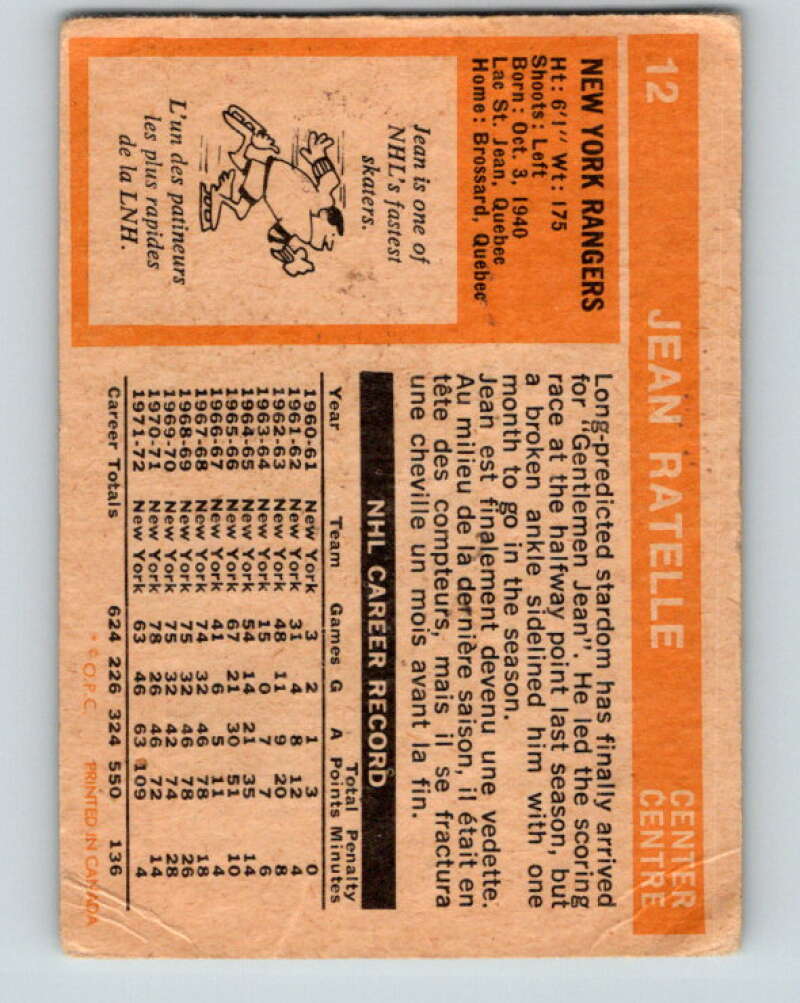 12 JEAN RATELLE CENTER
CENTRE
NEW YORK RANGERS
Ht: 6'1" Wt: 175
Shoots: Left
Born: Oct. 3, 1940
Lac St. Jean, Quebec
Home: Brossard, Quebec
Jean is one of
NHL's fastest
skaters.
L'un des patineurs
les plus rapides
de la LNH.
Long-predicted stardom has finally arrived
for "Gentlemen Jean". He led the scoring
race at the halfway point last season, but
a broken ankle sidelined him with one
month to go in the season.
Jean est finalement devenu une vedette.
Au milieu de la dernière saison, il était en
tête des compteurs, mais il se fractura
une cheville un mois avant la fin.
NHL CAREER RECORD
Total Penalty
Year Team Games G A Points Minutes
1960-61 New York 3 2 1 3 0
1961-62 New York 31 4 8 12 4
1962-63 New York 48 11 9 20 8
1963-64 New York 15 0 7 7 6
1964-65 New York 54 14 21 35 14
1965-66 New York 67 21 30 51 10
1966-67 New York 41 6 5 11 4
1967-68 New York 74 32 46 78 18
1968-69 New York 75 32 46 78 26
1969-70 New York 75 32 42 74 28
1970-71 New York 78 26 46 72 14
1971-72 New York 63 46 63 109 4
Career Totals 624 226 324 550 136
* © O.P.C. PRINTED IN CANADA